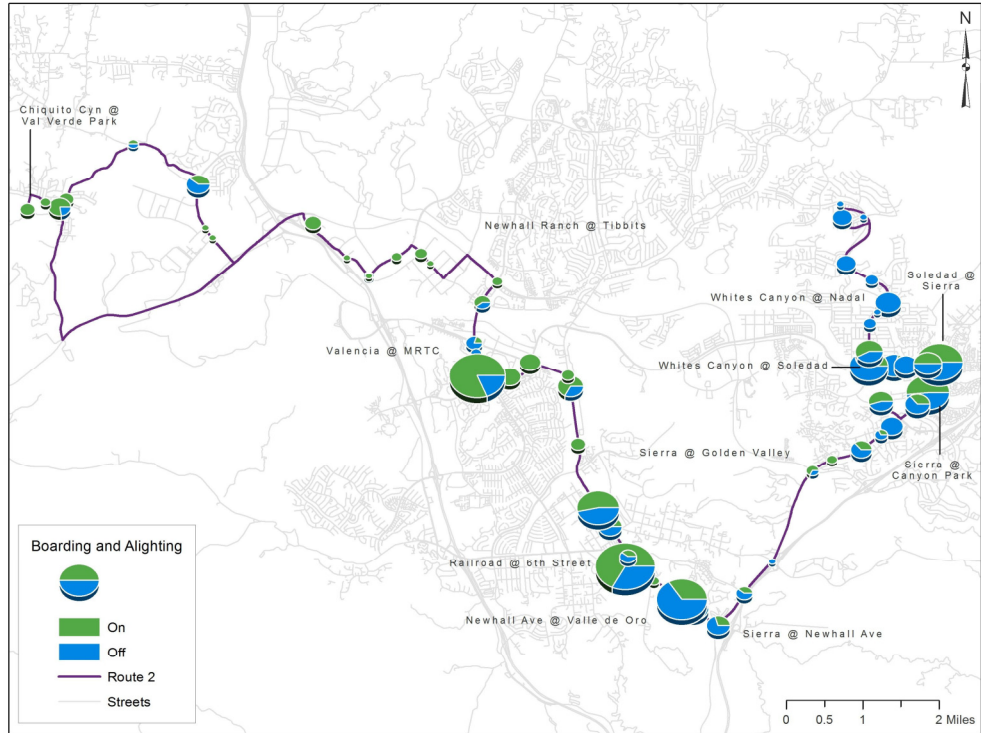 N
Chiquito Cyn @
Val Verde Park
Newhall Ranch @ Tibbits
Soledad @
Sierra
Whites Canyon @ Nadal
Valencia @ MRTC
Whites Canyon @ Soledad
Sierra @ Golden Valley
Sierra @
Canyon Park
Boarding and Alighting
On
Off
Route 2
Streets
Railroad @ 6th Street
Newhall Ave @ Valle de Oro
Sierra @ Newhall Ave
0 0.5 1 2 Miles